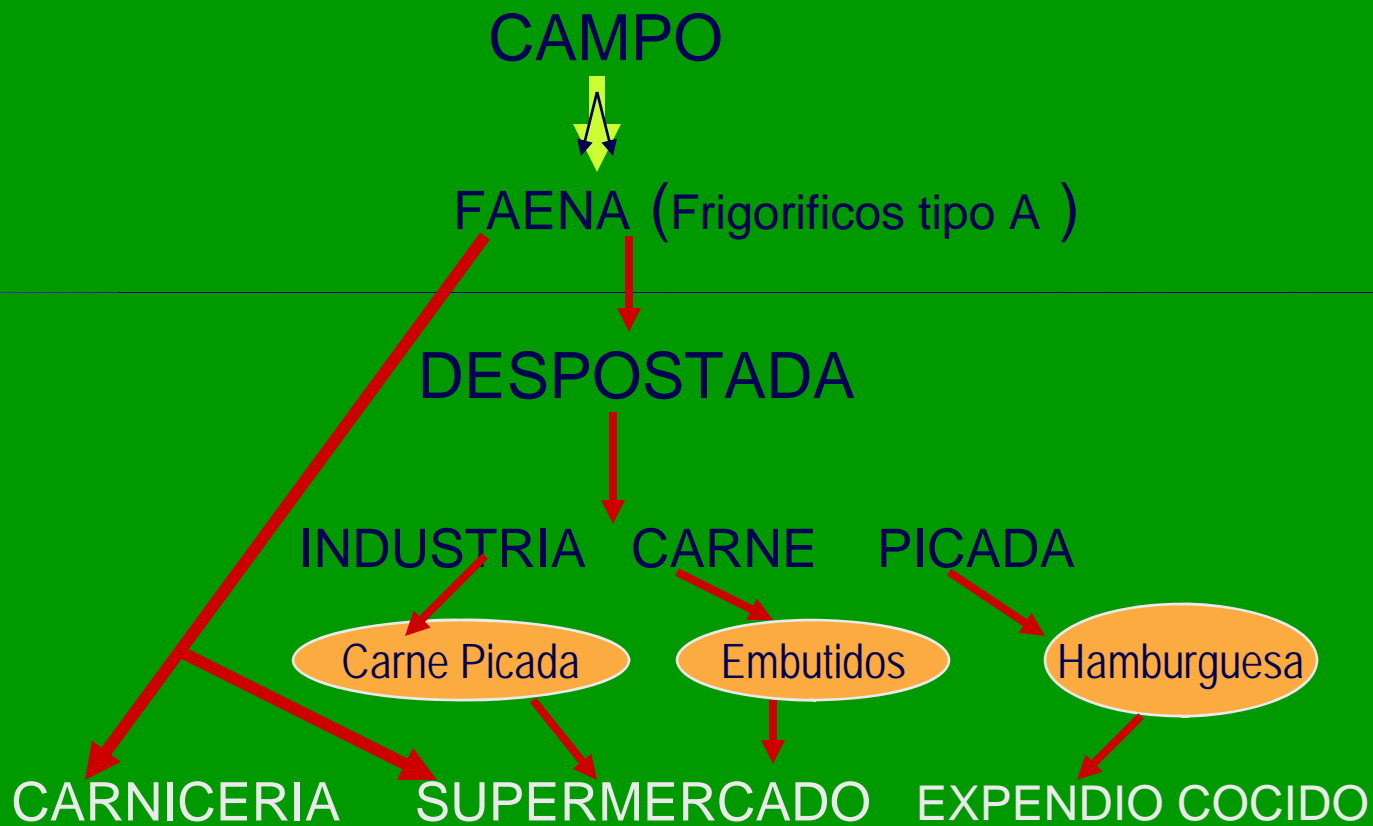 CAMPO
FAENA (Frigorificos tipo A )
DESPOSTADA
INDUSTRIA CARNE PICADA
Carne Picada Embutidos Hamburguesa
CARNICERIA SUPERMERCADO EXPENDIO COCIDO